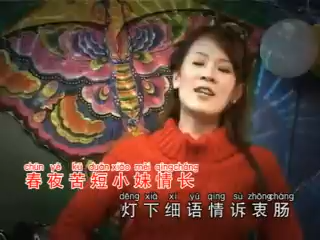 chūn yè kǔ duǎn xiǎo mèi qíng cháng
春夜苦短小妹情长
dēng xià xì yǔ qíng sù zhōng cháng
灯下细语情诉衷肠